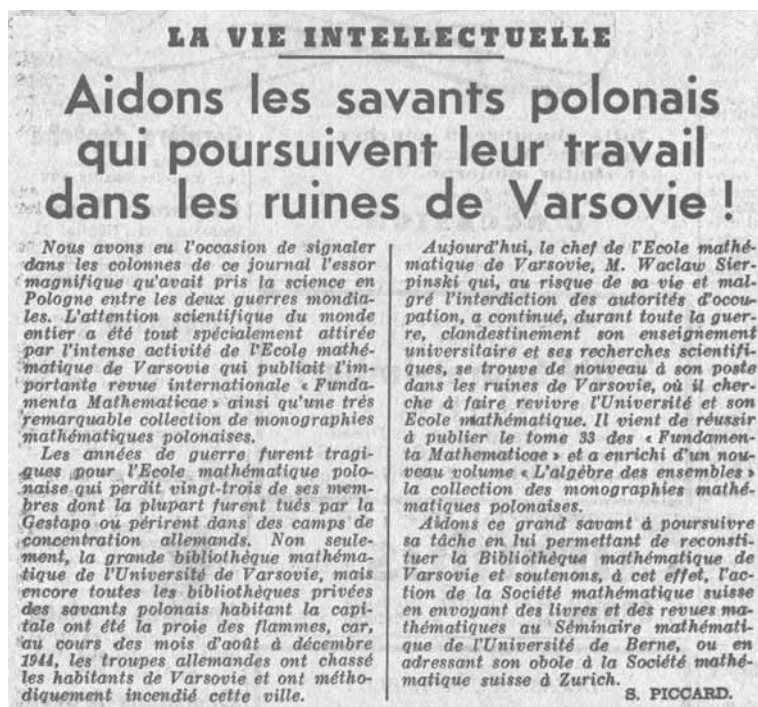 LA VIE INTELLECTUELLE
Aidons les savants polonais
qui poursuivent leur travail
dans les ruines de Varsovie !
Nous avons eu l'occasion de signaler
dans les colonnes de ce journal l'essor
magnifique qu'avait pris la science en
Pologne entre les deux guerres mondia-
les. L'attention scientifique du monde
entier a été tout spécialement attirée
par l'intense activité de l'Ecole mathé-
matique de Varsovie qui publiait l'im-
portante revue internationale « Funda-
menta Mathematicae » ainsi qu'une très
remarquable collection de monographies
mathématiques polonaises.
Les années de guerre furent tragi-
ques pour l'Ecole mathématique polo-
naise qui perdit vingt-trois de ses mem-
bres dont la plupart furent tués par la
Gestapo ou périrent dans des camps de
concentration allemands. Non seule-
ment, la grande bibliothèque mathéma-
tique de l'Université de Varsovie, mais
encore toutes les bibliothèques privées
des savants polonais habitant la capi-
tale ont été la proie des flammes, car,
au cours des mois d'août à décembre
1944, les troupes allemandes ont chassé
les habitants de Varsovie et ont métho-
diquement incendié cette ville.
Aujourd'hui, le chef de l'Ecole mathé-
matique de Varsovie, M. Waclaw Sier-
pinski qui, au risque de sa vie et mal-
gré l'interdiction des autorités d'occu-
pation, a continué, durant toute la guer-
re, clandestinement son enseignement
universitaire et ses recherches scientifi-
ques, se trouve de nouveau à son poste
dans les ruines de Varsovie, où il cher-
che à faire revivre l'Université et son
Ecole mathématique. Il vient de réussir
à publier le tome 33 des « Fundamen-
ta Mathematicae » et a enrichi d'un nou-
veau volume « L'algèbre des ensembles »
la collection des monographies mathé-
matiques polonaises.
Aidons ce grand savant à poursuivre
sa tâche en lui permettant de reconsti-
tuer la Bibliothèque mathématique de
Varsovie et soutenons, à cet effet, l'ac-
tion de la Société mathématique suisse
en envoyant des livres et des revues ma-
thématiques au Séminaire mathémati-
que de l'Université de Berne, ou en
adressant son obole à la Société mathé-
matique suisse à Zurich.
S. PICCARD.